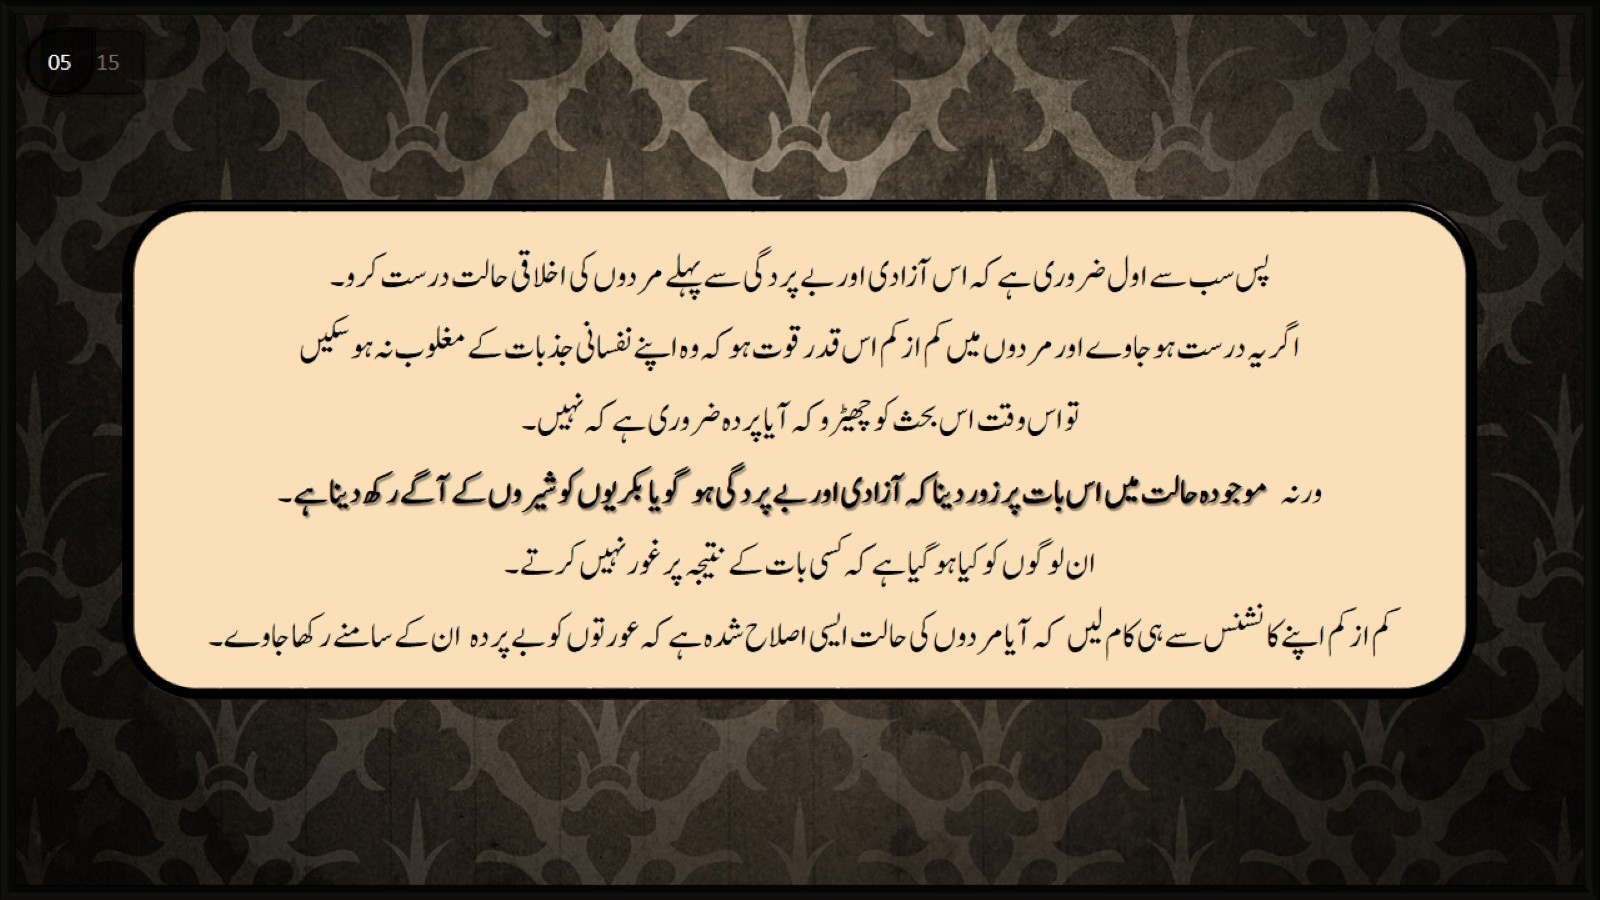 05 15
پس سب سے اول ضروری ہے کہ اس آزادی اور بے پردگی سے پہلے مردوں کی اخلاقی حالت درست کرو۔
اگر یہ درست ہو جاوے اور مردوں میں کم از کم اس قدر قوت ہو کہ وہ اپنے نفسانی جذبات کے مغلوب نہ ہو سکیں
تو اس وقت اس بحث کو چھیڑو کہ آیا پردہ ضروری ہے کہ نہیں۔
ورنہ موجودہ حالت میں اس بات پر زور دینا کہ آزادی اور بے پردگی ہو گویا بکریوں کو شیروں کے آگے رکھ دینا ہے۔
ان لوگوں کو کیا ہو گیا ہے کہ کسی بات کے نتیجہ پر غور نہیں کرتے۔
کم از کم اپنے کانشنس سے ہی کام لیں کہ آیا مردوں کی حالت ایسی اصلاح شدہ ہے کہ عورتوں کو بے پردہ ان کے سامنے رکھا جاوے۔